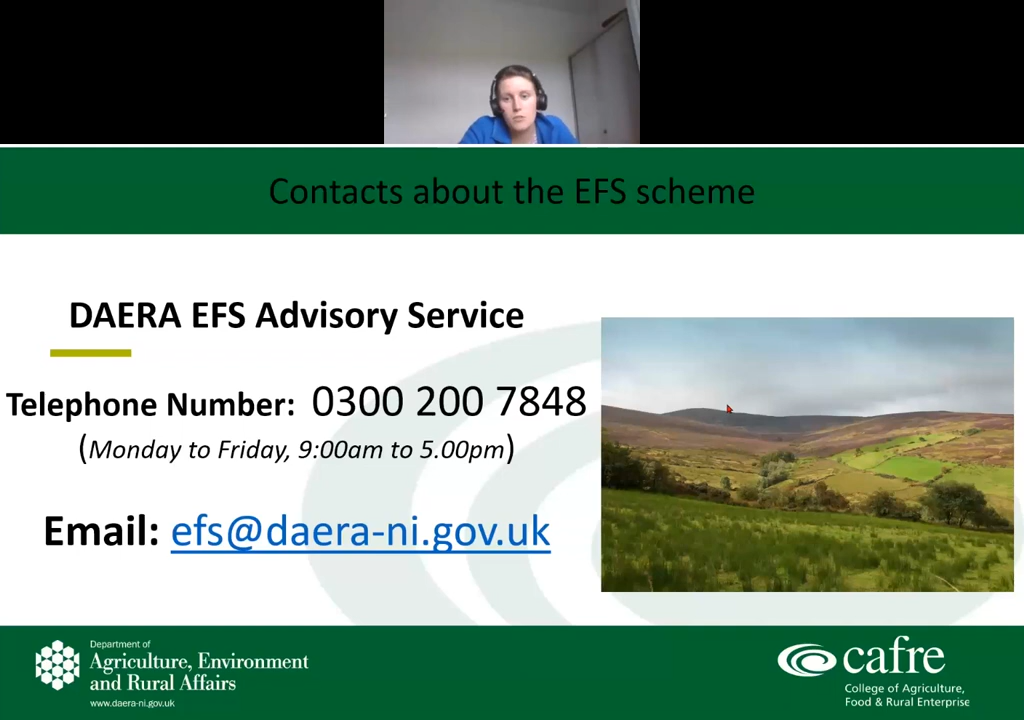 Contacts about the EFS scheme
DAERA EFS Advisory Service
Telephone Number: 0300 200 7848
(Monday to Friday, 9:00am to 5.00pm)
Email: efs@daera-ni.gov.uk
Department of
Agriculture, Environment
and Rural Affairs
www.daera-ni.gov.uk
cafre
College of Agriculture,
Food & Rural Enterprise